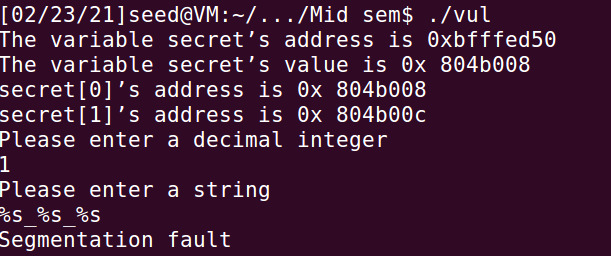 [02/23/21]seed@VM:~/.../Mid sem$ ./vul
The variable secret’s address is 0xbfffed50
The variable secret’s value is 0x 804b008
secret[0]’s address is 0x 804b008
secret[1]’s address is 0x 804b00c
Please enter a decimal integer
1
Please enter a string
%s_%s_%s
Segmentation fault